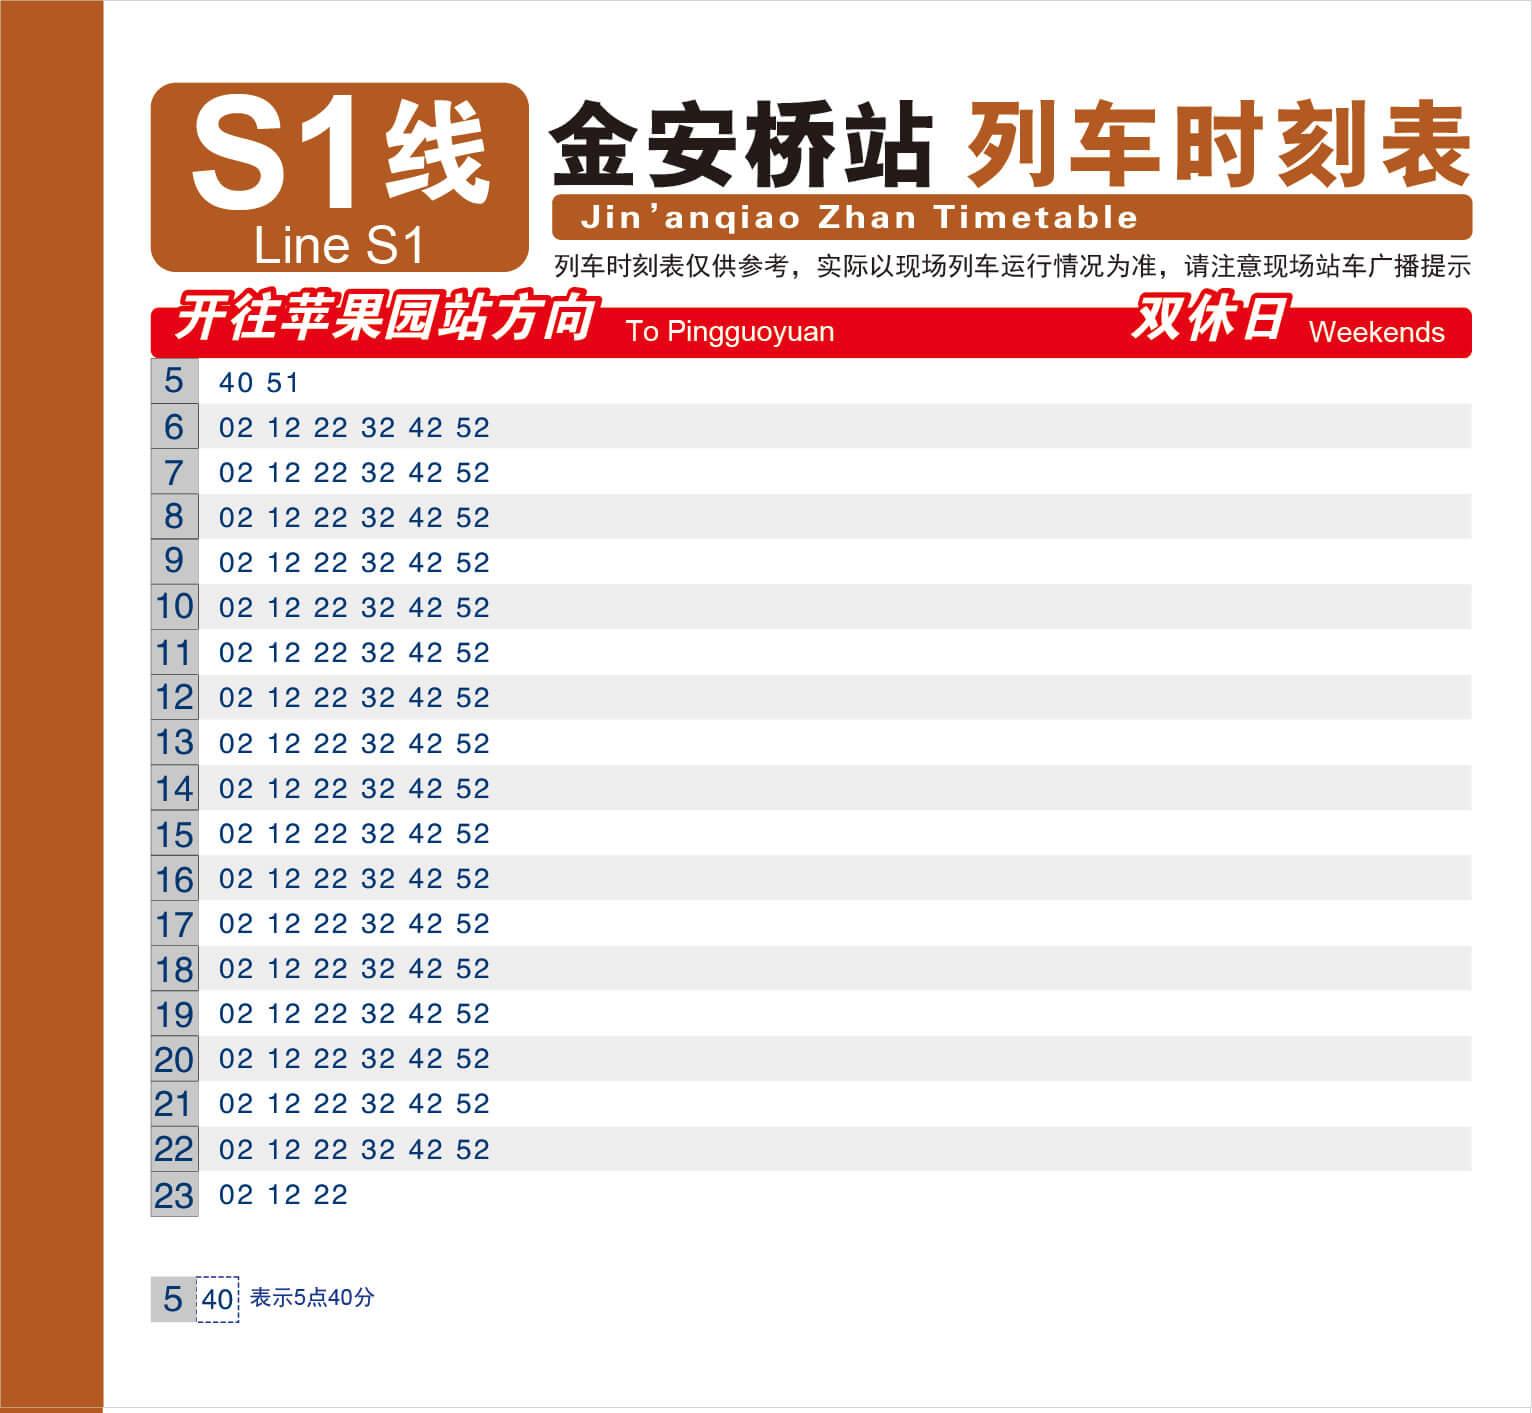 S1线
Line S1
金安桥站 列车时刻表
Jin’anqiao Zhan Timetable
列车时刻表仅供参考，实际以现场列车运行情况为准，请注意现场站车广播提示
开往苹果园站方向 To Pingguoyuan 双休日 Weekends
5 40 51
6 02 12 22 32 42 52
7 02 12 22 32 42 52
8 02 12 22 32 42 52
9 02 12 22 32 42 52
10 02 12 22 32 42 52
11 02 12 22 32 42 52
12 02 12 22 32 42 52
13 02 12 22 32 42 52
14 02 12 22 32 42 52
15 02 12 22 32 42 52
16 02 12 22 32 42 52
17 02 12 22 32 42 52
18 02 12 22 32 42 52
19 02 12 22 32 42 52
20 02 12 22 32 42 52
21 02 12 22 32 42 52
22 02 12 22 32 42 52
23 02 12 22
5 40 表示5点40分